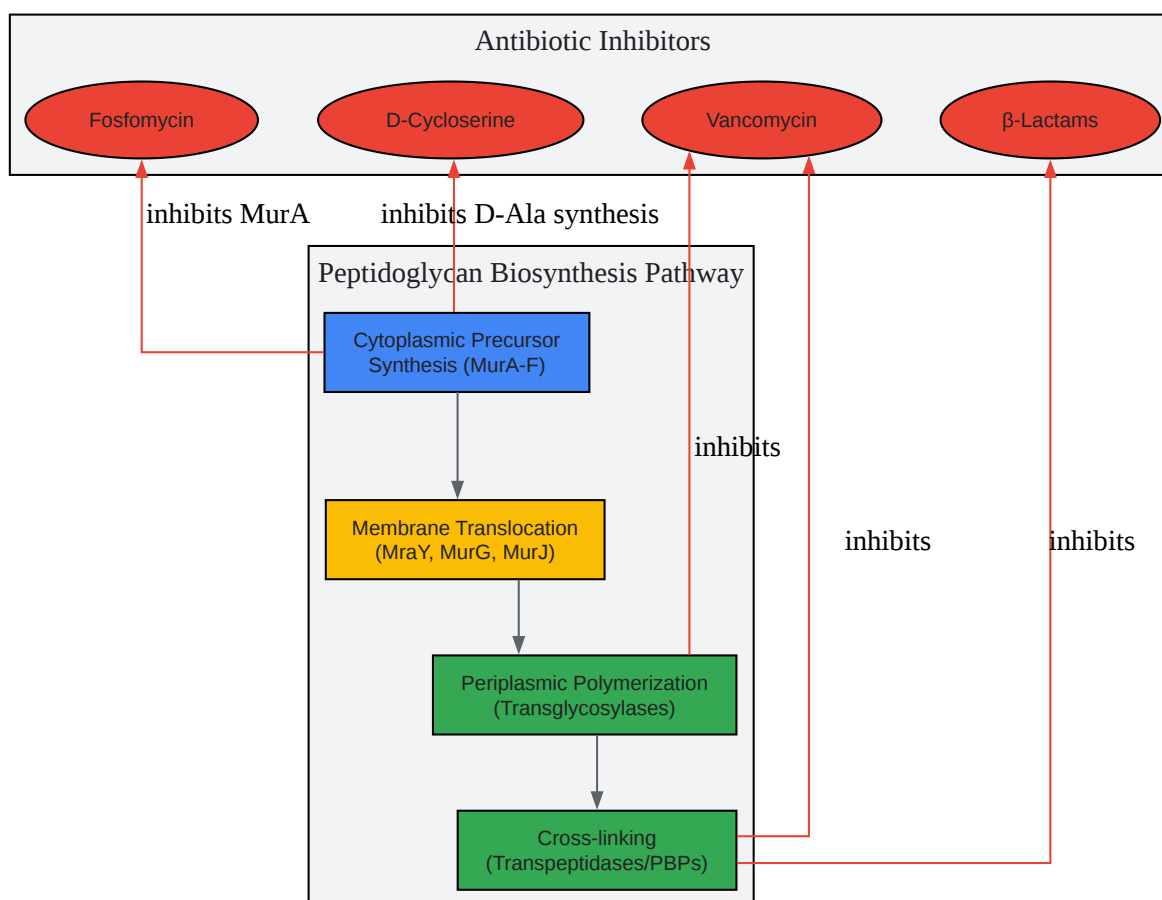 Antibiotic Inhibitors
Fosfomycin
D-Cycloserine
Vancomycin
β-Lactams
inhibits MurA
inhibits D-Ala synthesis
Peptidoglycan Biosynthesis Pathway
Cytoplasmic Precursor
Synthesis (MurA-F)
inhibits
Membrane Translocation
(MraY, MurG, MurJ)
inhibits
inhibits
Periplasmic Polymerization
(Transglycosylases)
Cross-linking
(Transpeptidases/PBPs)